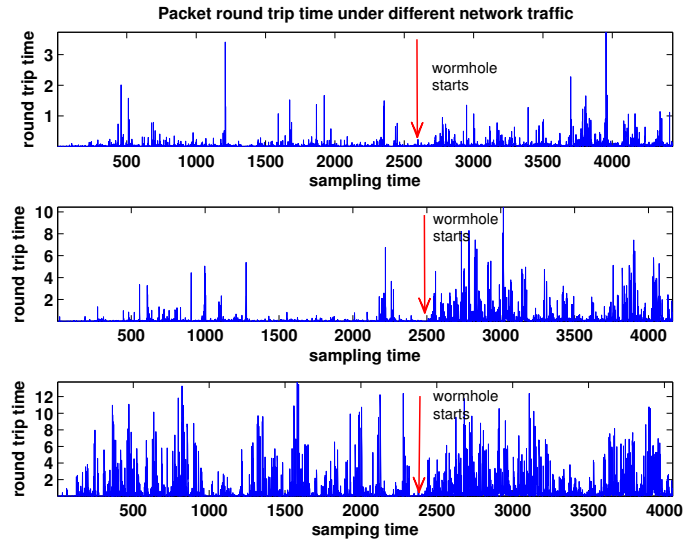 Packet round trip time under different network traffic
round trip time
3
2
1
wormhole
starts
500 1000 1500 2000 2500 3000 3500 4000
sampling time
round trip time
10
8
6
4
2
wormhole
starts
500 1000 1500 2000 2500 3000 3500 4000
sampling time
round trip time
12
10
8
6
4
2
wormhole
starts
500 1000 1500 2000 2500 3000 3500 4000
sampling time